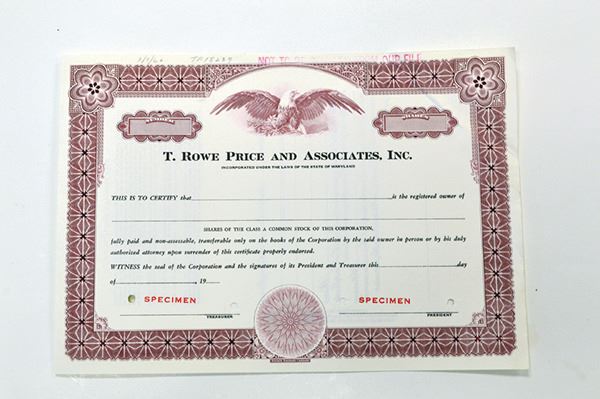 NOT TO BE OUR FILE
SHARES
T. ROWE PRICE AND ASSOCIATES, INC.
INCORPORATED UNDER THE LAWS OF THE STATE OF MARYLAND
THIS IS TO CERTIFY that is the registered owner of
SHARES OF THE CLASS A COMMON STOCK OF THIS CORPORATION,
fully paid and non-assessable, transferable only on the books of the Corporation by the said owner in person or by his duly
authorized attorney upon surrender of this certificate properly endorsed.
WITNESS the seal of the Corporation and the signatures of its President and Treasurer this day
of , 19
SPECIMEN SPECIMEN
TREASURER PRESIDENT